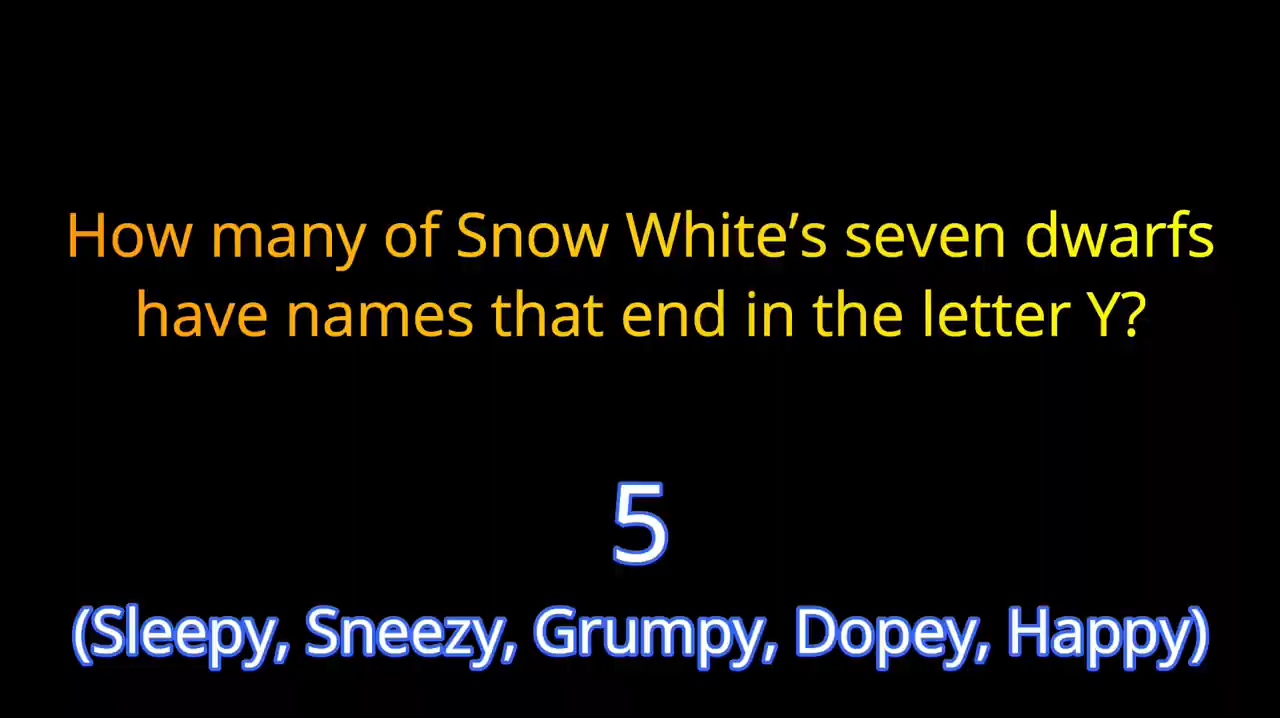 How many of Snow White’s seven dwarfs
have names that end in the letter Y?
5
(Sleepy, Sneezy, Grumpy, Dopey, Happy)